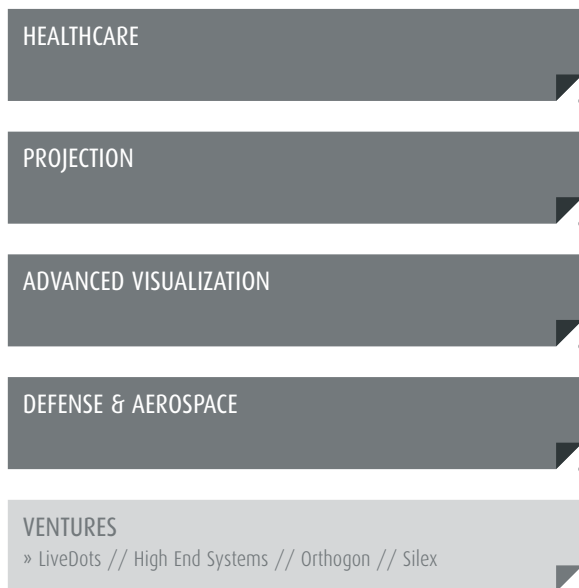 HEALTHCARE
PROJECTION
ADVANCED VISUALIZATION
DEFENSE & AEROSPACE
VENTURES
» LiveDots // High End Systems // Orthogon // Silex